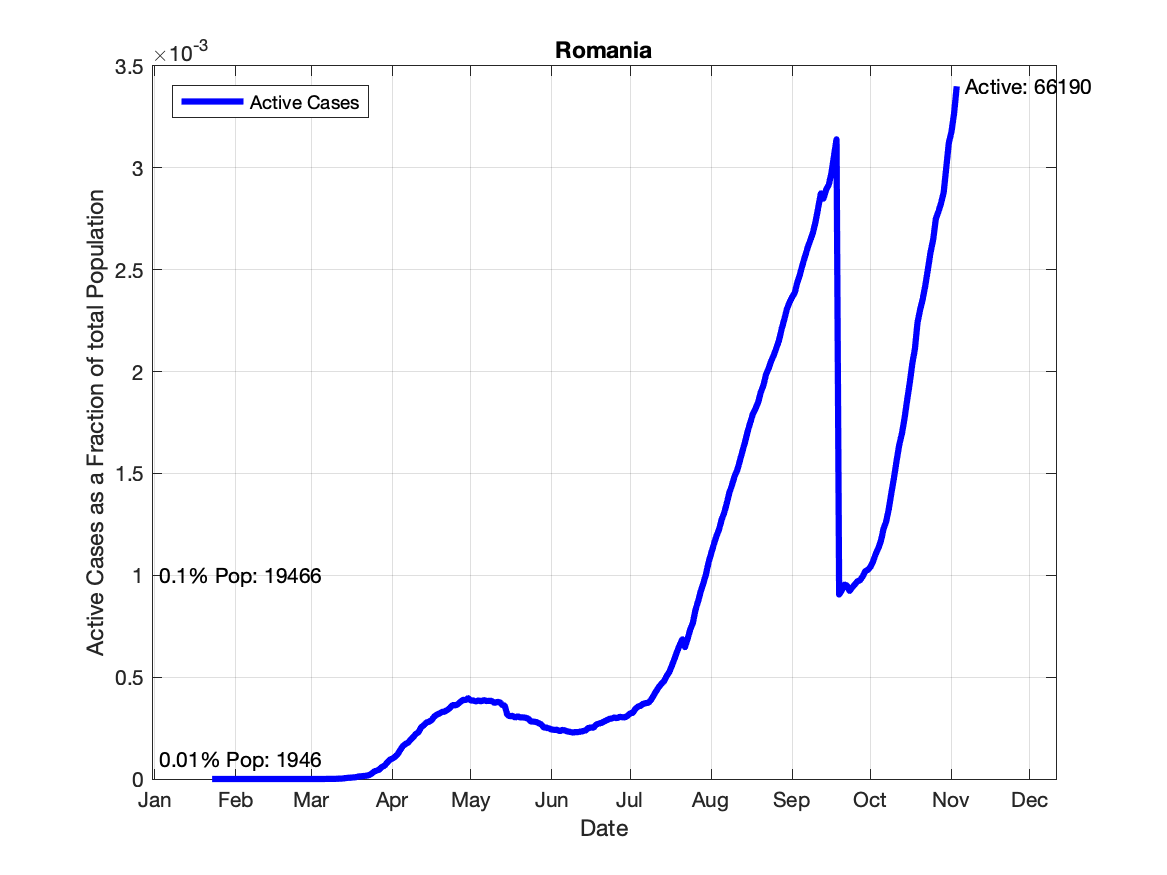 Romania
×10-3
3.5
3
2.5
2
1.5
1
0.5
0
Active Cases as a Fraction of total Population
Active Cases
Active: 66190
0.1% Pop: 19466
0.01% Pop: 1946
Jan Feb Mar Apr May Jun Jul Aug Sep Oct Nov Dec
Date